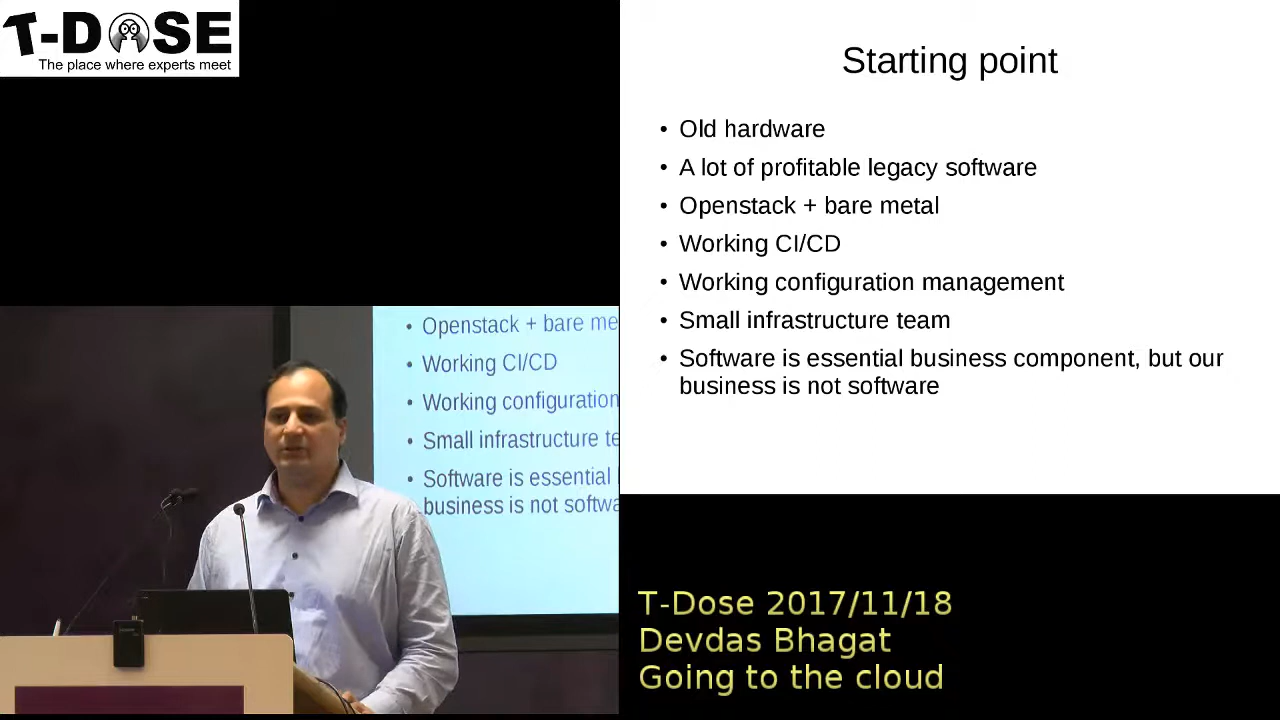 T-DOSE
The place where experts meet
Starting point
• Old hardware
• A lot of profitable legacy software
• Openstack + bare metal
• Working CI/CD
• Working configuration management
• Small infrastructure team
• Software is essential business component, but our
business is not software
• Openstack + bare me
• Working CI/CD
• Working configuration
• Small infrastructure te
• Software is essential
business is not softwa
T-Dose 2017/11/18
Devdas Bhagat
Going to the cloud